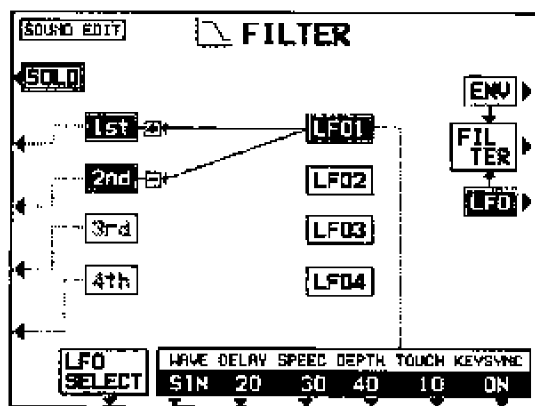 SOUND EDIT
FILTER
SOLO
ENV
1st
LFO1
FIL
TER
2nd
LFO2
LFO
3rd
LFO3
4th
LFO4
LFO
SELECT
WAVE DELAY SPEED DEPTH TOUCH KEYSYNC
SIN 20 30 40 10 ON